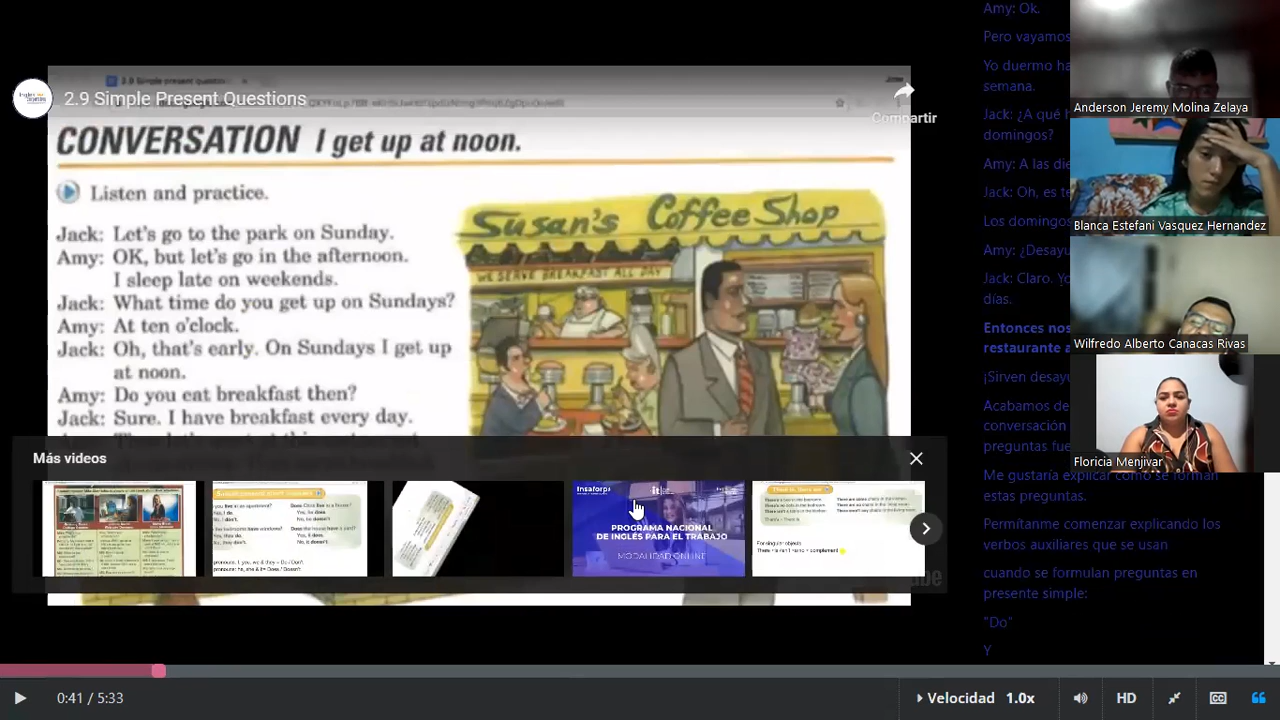 2.9 Simple Present Questions
Compartir
CONVERSATION I get up at noon.
Listen and practice.
Jack: Let's go to the park on Sunday.
Amy: OK, but let's go in the afternoon.
I sleep late on weekends.
Jack: What time do you get up on Sundays?
Amy: At ten o'clock.
Jack: Oh, that's early. On Sundays I get up
at noon.
Amy: Do you eat breakfast then?
Jack: Sure. I have breakfast every day.
Susan's Coffee Shop
WE SERVE BREAKFAST ALL DAY
Más videos
insaforp
PROGRAMA NACIONAL
DE INGLÉS PARA EL TRABAJO
MODALIDAD ONLINE
0:41 / 5:33
Velocidad 1.0x
HD
CC
Amy: Ok.
Pero vayamos
Yo duermo
semana.
Jack: ¿A qué
domingos?
Amy: A las
Jack: Oh, es
Los domingos
Amy:
Jack: Claro.
días.
Entonces nos
restaurante
¡Sirven
Acabamos de
conversación
preguntas
Me gustaría explicar cómo se forman
estas preguntas.
Permítanme comenzar explicando los
verbos auxiliares que se usan
cuando se formulan preguntas en
presente simple:
"Do"
Y
Anderson Jeremy Molina Zelaya
Blanca Estefani Vasquez Hernandez
Wilfredo Alberto Canacas Rivas
Floricia Menjivar